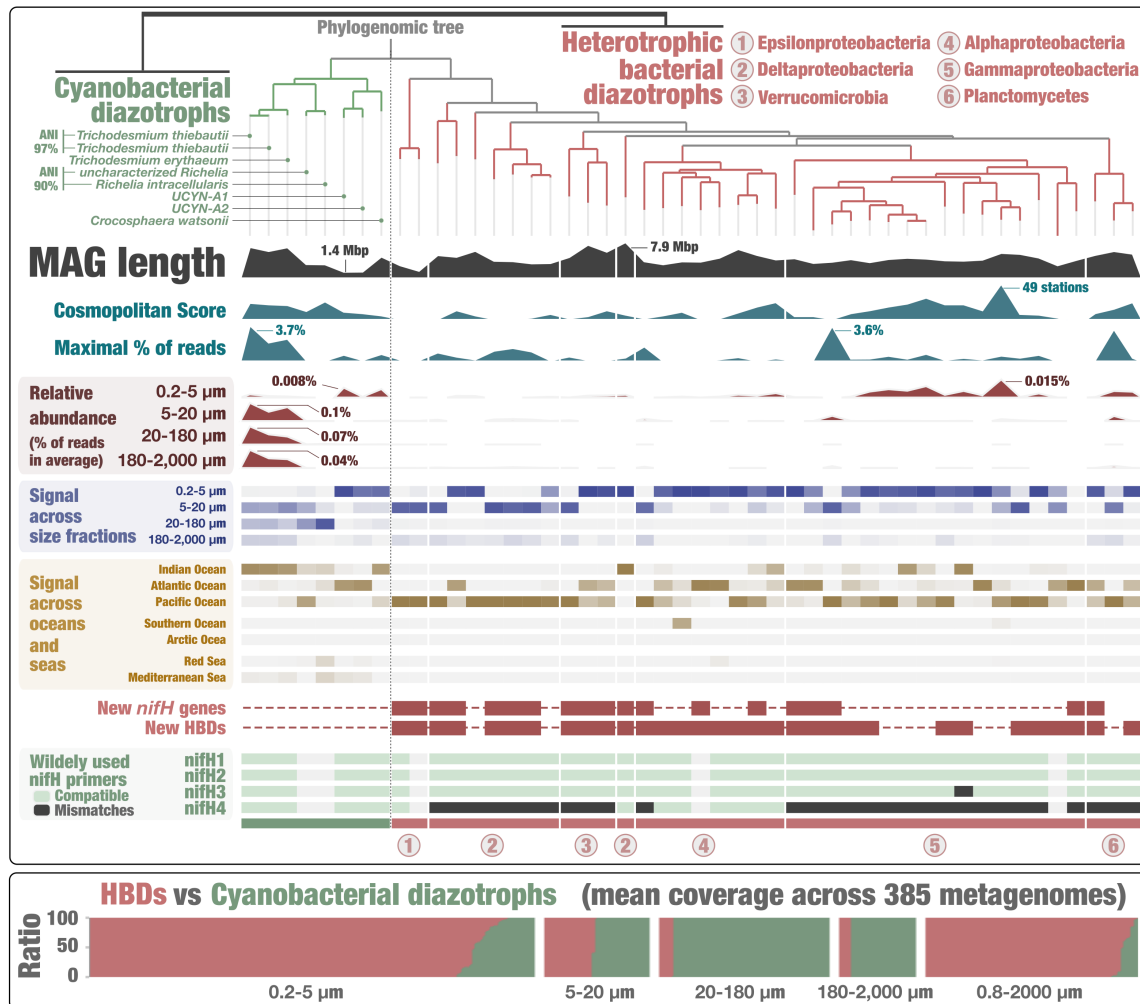 Phylogenomic tree
Cyanobacterial
diazotrophs
Heterotrophic
bacterial
diazotrophs
1 Epsilonproteobacteria
2 Deltaproteobacteria
3 Verrucomicrobia
4 Alphaproteobacteria
5 Gammaproteobacteria
6 Planctomycetes
ANI
97%
Trichodesmium thiebautii
Trichodesmium thiebautii
Trichodesmium erythaeum
ANI
90%
uncharacterized Richelia
Richelia intracellularis
UCYN-A1
UCYN-A2
Crocosphaera watsonii
MAG length
1.4 Mbp
7.9 Mbp
Cosmopolitan Score
49 stations
Maximal % of reads
3.7%
3.6%
Relative
abundance
(% of reads
in average)
0.2-5 µm
5-20 µm
20-180 µm
180-2,000 µm
0.008%
0.015%
0.1%
0.07%
0.04%
Signal
across
size fractions
0.2-5 µm
5-20 µm
20-180 µm
180-2,000 µm
Signal
across
oceans
and
seas
Indian Ocean
Atlantic Ocean
Pacific Ocean
Southern Ocean
Arctic Ocea
Red Sea
Mediterranean Sea
New nifH genes
New HBDs
Wildely used
nifH primers
Compatible
Mismatches
nifH1
nifH2
nifH3
nifH4
1 2 3 2 4 5 6
HBDs vs Cyanobacterial diazotrophs (mean coverage across 385 metagenomes)
Ratio
100
50
0
0.2-5 µm 5-20 µm 20-180 µm 180-2,000 µm 0.8-2000 µm